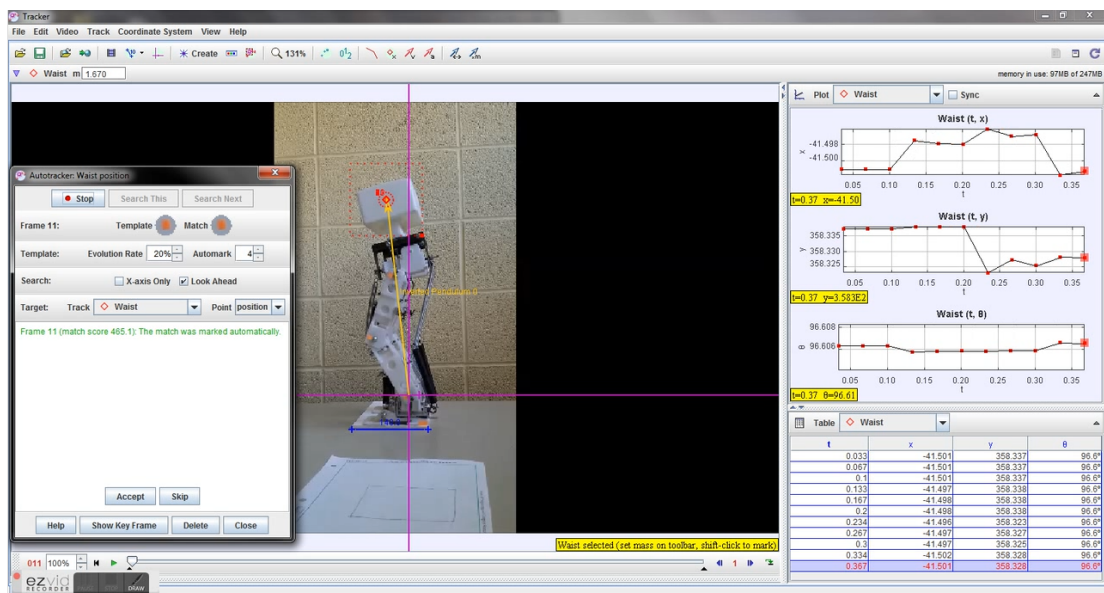 Tracker
File Edit Video Track Coordinate System View Help
Create 131%
Waist m 1.670
memory in use: 97MB of 247MB
Plot Waist Sync
Waist (t, x)
x
-41.498
-41.500
0.05 0.10 0.15 0.20 0.25 0.30 0.35
t
t=0.37 x=-41.50
Waist (t, y)
y
358.335
358.330
358.325
0.05 0.10 0.15 0.20 0.25 0.30 0.35
t
t=0.37 y=3.583E2
Waist (t, θ)
θ
96.608
96.606
0.05 0.10 0.15 0.20 0.25 0.30 0.35
t
t=0.37 θ=96.61
Table Waist
t x y θ
0.033 -41.501 358.337 96.6°
0.067 -41.501 358.337 96.6°
0.1 -41.501 358.337 96.6°
0.133 -41.497 358.338 96.6°
0.167 -41.498 358.338 96.6°
0.2 -41.498 358.338 96.6°
0.234 -41.496 358.323 96.6°
0.267 -41.497 358.327 96.6°
0.3 -41.497 358.325 96.6°
0.334 -41.502 358.328 96.6°
0.367 -41.501 358.328 96.6°
Autotracker: Waist position
Stop Search This Search Next
Frame 11: Template Match
Template: Evolution Rate 20% Automark 4
Search: X-axis Only Look Ahead
Target: Track Waist Point position
Frame 11 (match score 465.1): The match was marked automatically.
Accept Skip
Help Show Key Frame Delete Close
Pendulum
Waist selected (set mass on toolbar, shift-click to mark)
011 100% 1
ezvid
RECORDER
DRAW